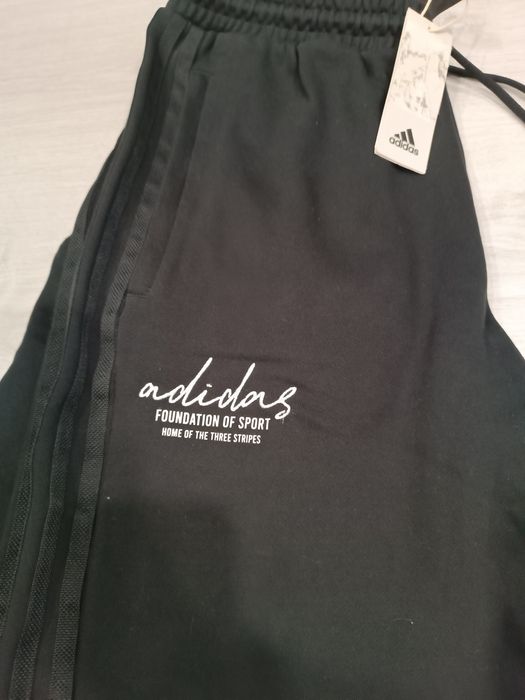 adidas
adidas
FOUNDATION OF SPORT
HOME OF THE THREE STRIPES